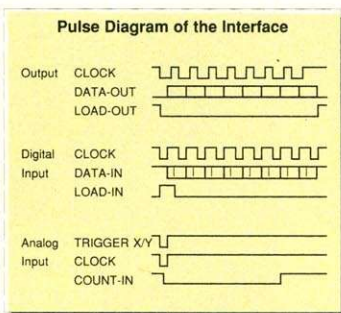 Pulse Diagram of the Interface
Output CLOCK
DATA-OUT
LOAD-OUT
Digital CLOCK
Input DATA-IN
LOAD-IN
Analog TRIGGER X/Y
Input CLOCK
COUNT-IN